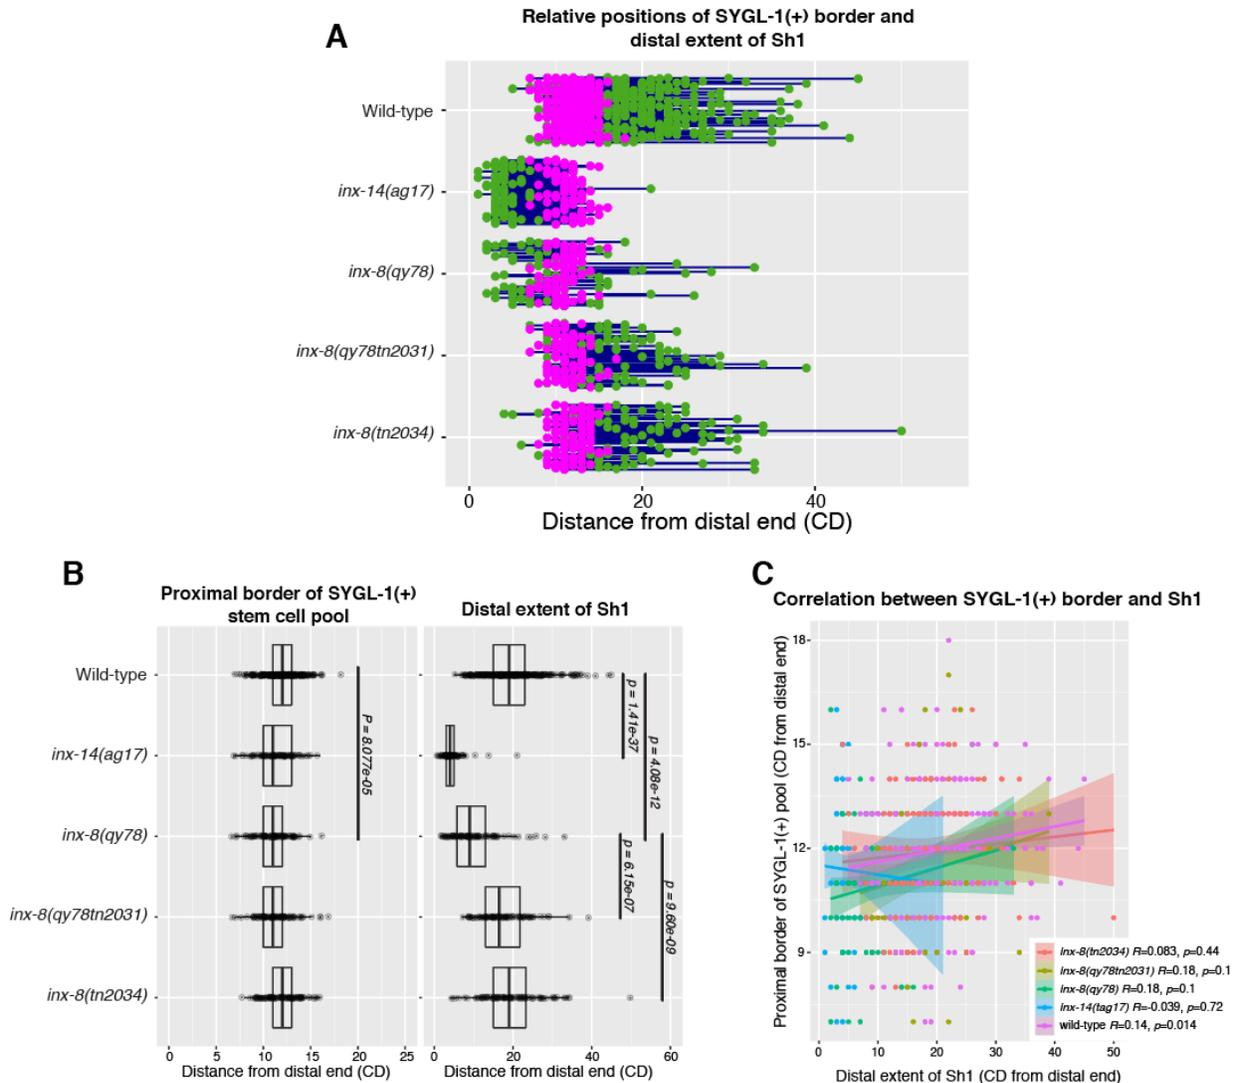 A
Relative positions of SYGL-1(+) border and
distal extent of Sh1
Wild-type
inx-14(ag17)
inx-8(qy78)
inx-8(qy78tn2031)
inx-8(tn2034)
0 20 40
Distance from distal end (CD)
B
Proximal border of SYGL-1(+)
stem cell pool
Distal extent of Sh1
Wild-type
inx-14(ag17)
inx-8(qy78)
inx-8(qy78tn2031)
inx-8(tn2034)
P = 8.077e-05
p = 1.41e-37
p = 4.08e-12
p = 6.15e-07
p = 9.60e-09
0 5 10 15 20 25
Distance from distal end (CD)
0 20 40 60
Distance from distal end (CD)
C
Correlation between SYGL-1(+) border and Sh1
Proximal border of SYGL-1(+) pool (CD from distal end)
18
15
12
9
inx-8(tn2034) R=0.083, p=0.44
inx-8(qy78tn2031) R=0.18, p=0.1
inx-8(qy78) R=0.18, p=0.1
inx-14(tag17) R=-0.039, p=0.72
wild-type R=0.14, p=0.014
0 10 20 30 40 50
Distal extent of Sh1 (CD from distal end)